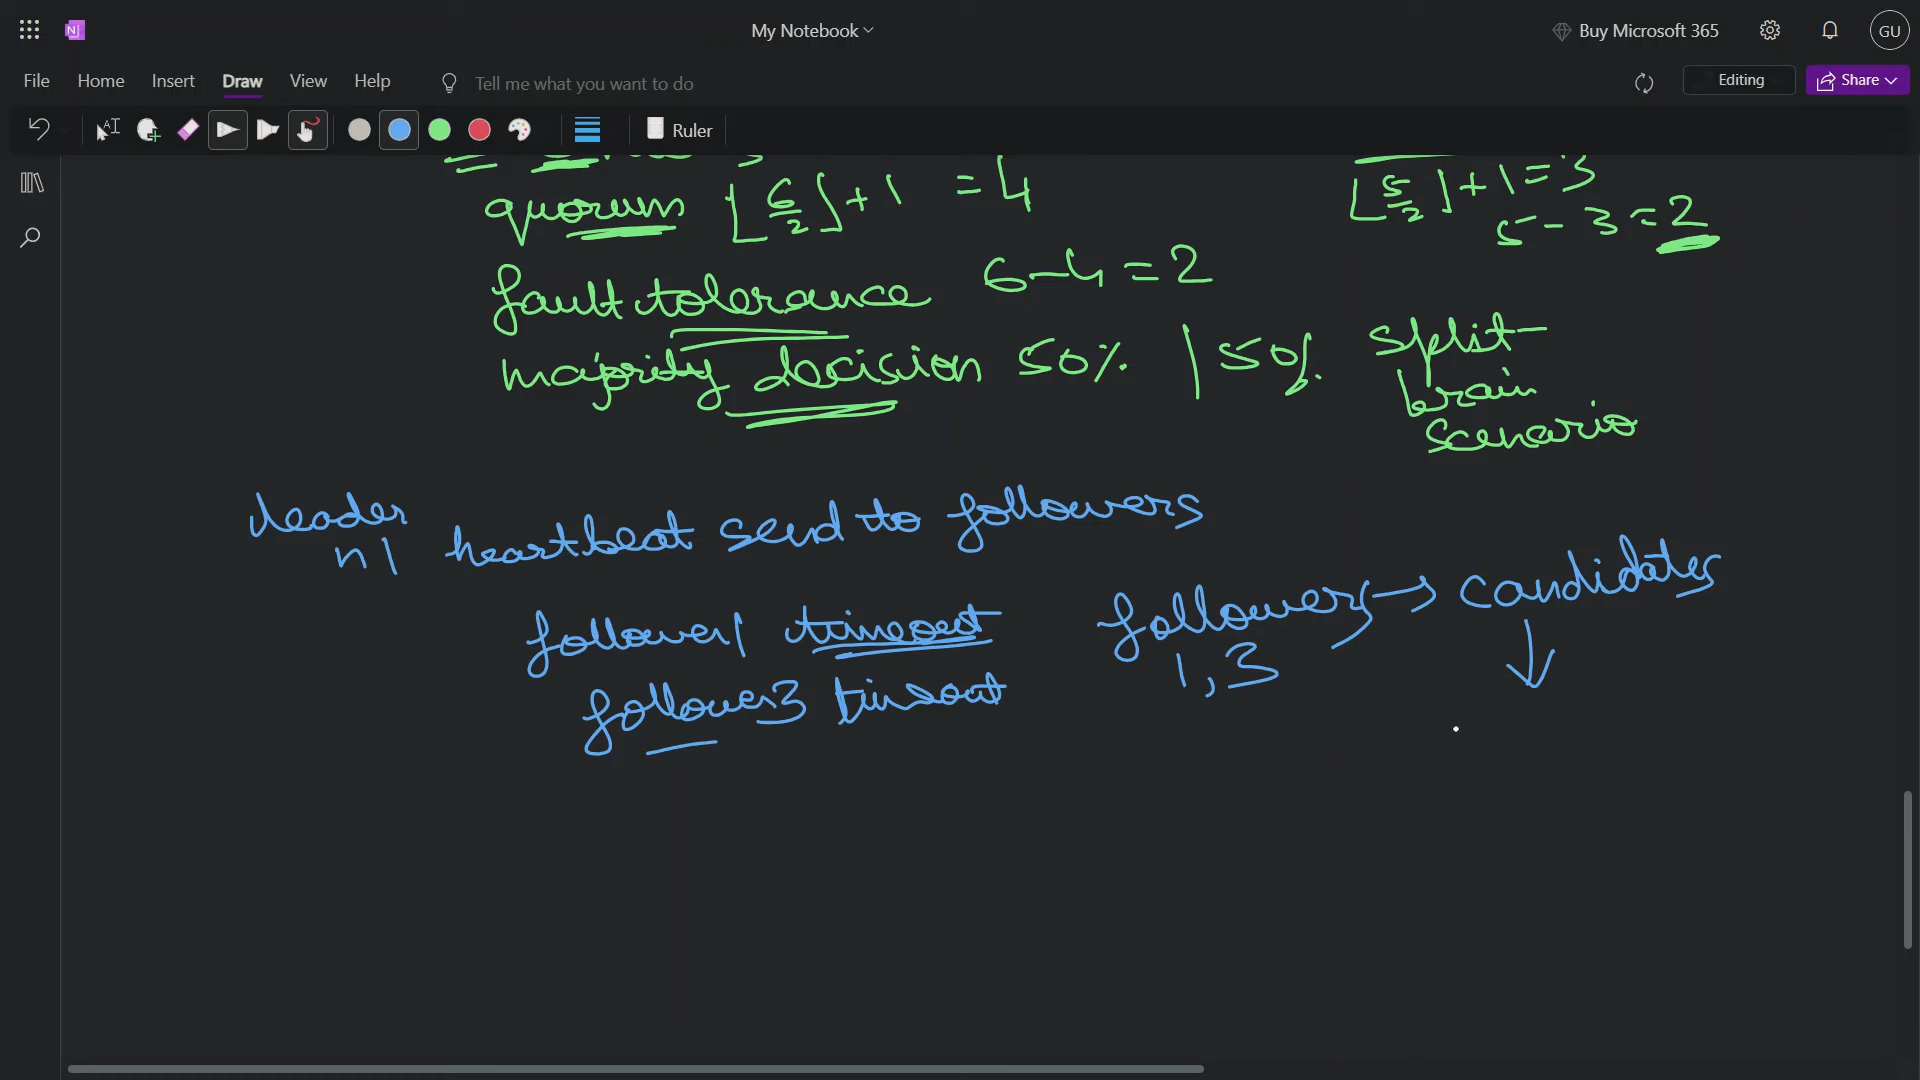 My Notebook
Buy Microsoft 365
GU
File Home Insert Draw View Help
Tell me what you want to do
Editing
Share
Ruler
quorum ⌊6/2⌋+1 = 4
⌊5/2⌋+1=3
5-3=2
fault tolerance 6-4=2
majority decision 50% | 50%
split-
brain
scenario
leader
n1 heartbeat send to followers
follower1 timeout
follower3 timeout
followers → candidates
1,3